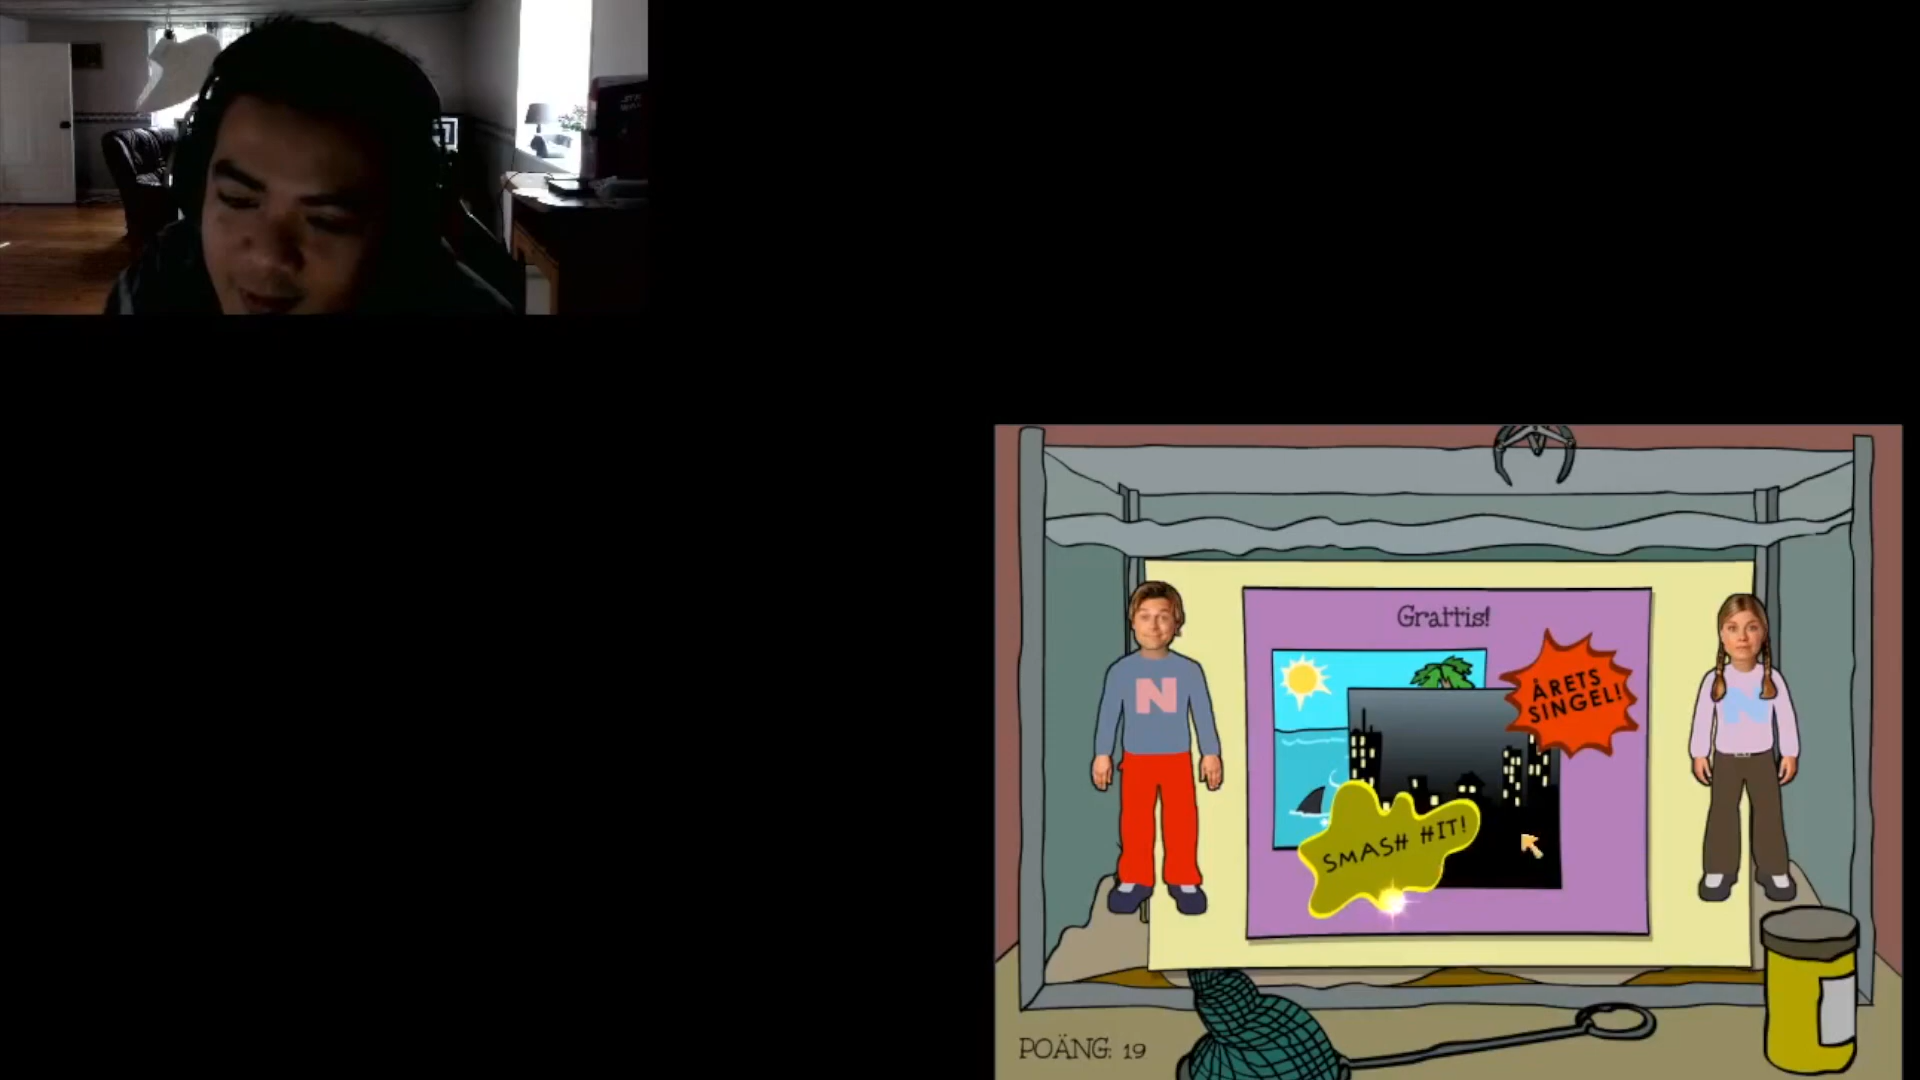 Grattis!
ÅRETS
SINGEL!
SMASH HIT!
N
N
POÄNG: 19